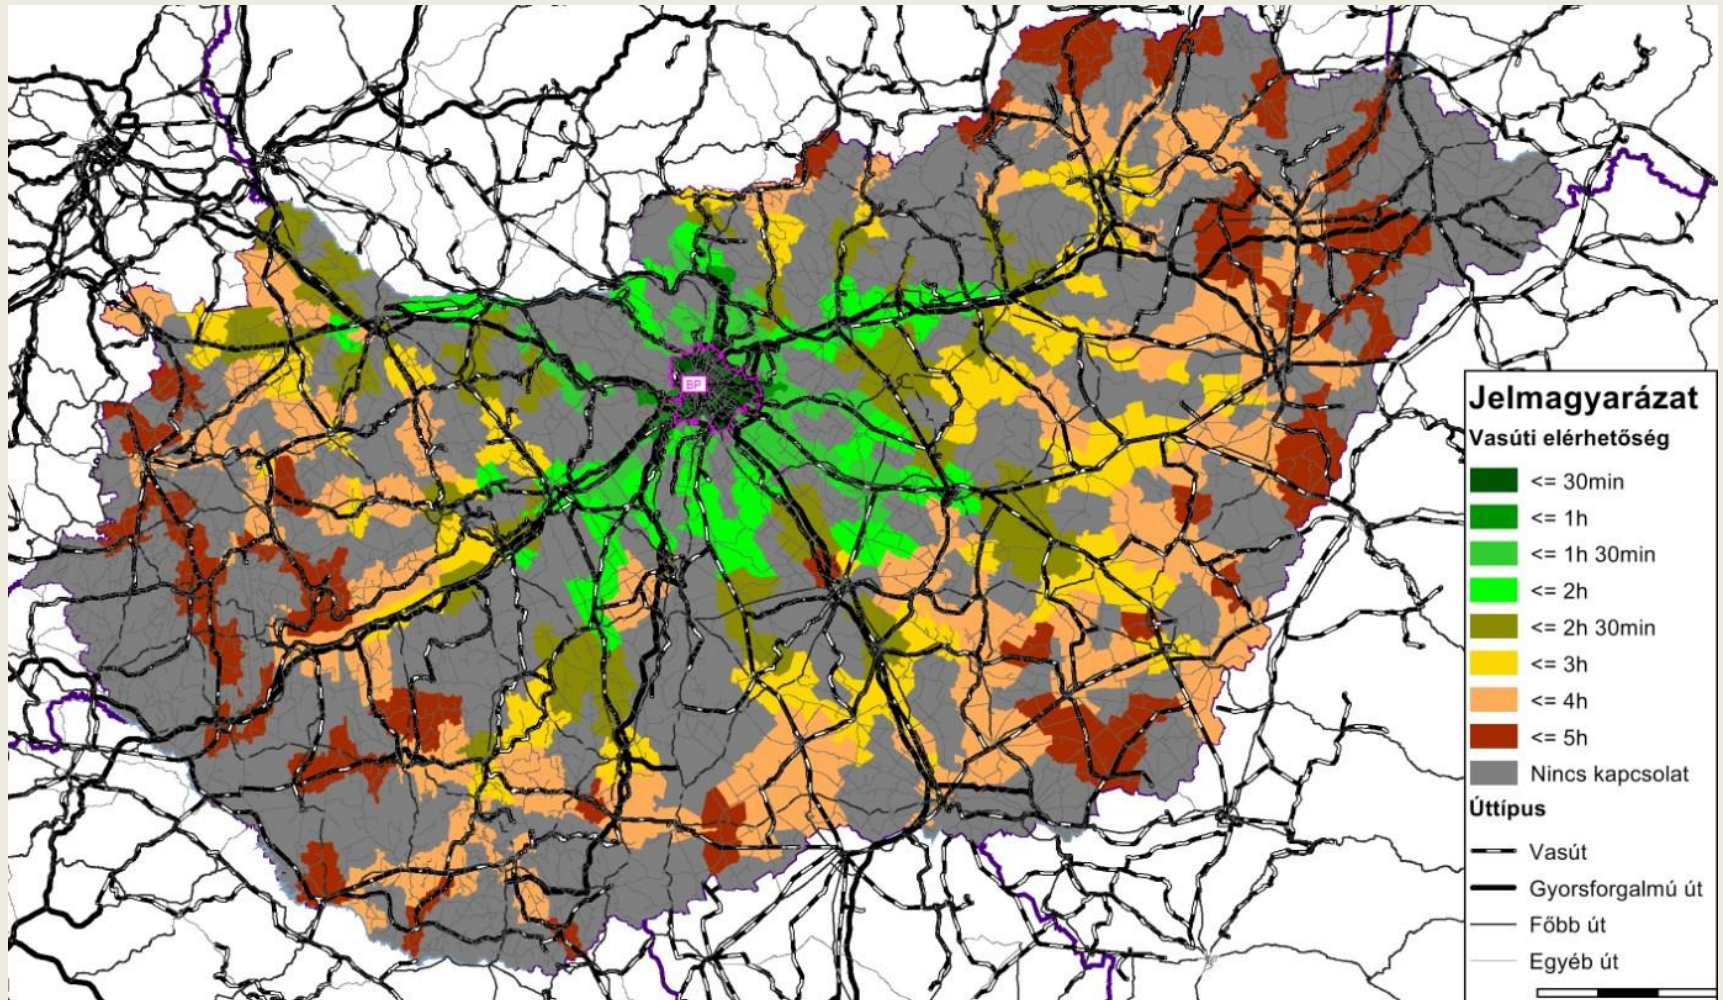 BP
Jelmagyarázat
Vasúti elérhetőség
<= 30min
<= 1h
<= 1h 30min
<= 2h
<= 2h 30min
<= 3h
<= 4h
<= 5h
Nincs kapcsolat
Úttípus
Vasút
Gyorsforgalmú út
Főbb út
Egyéb út